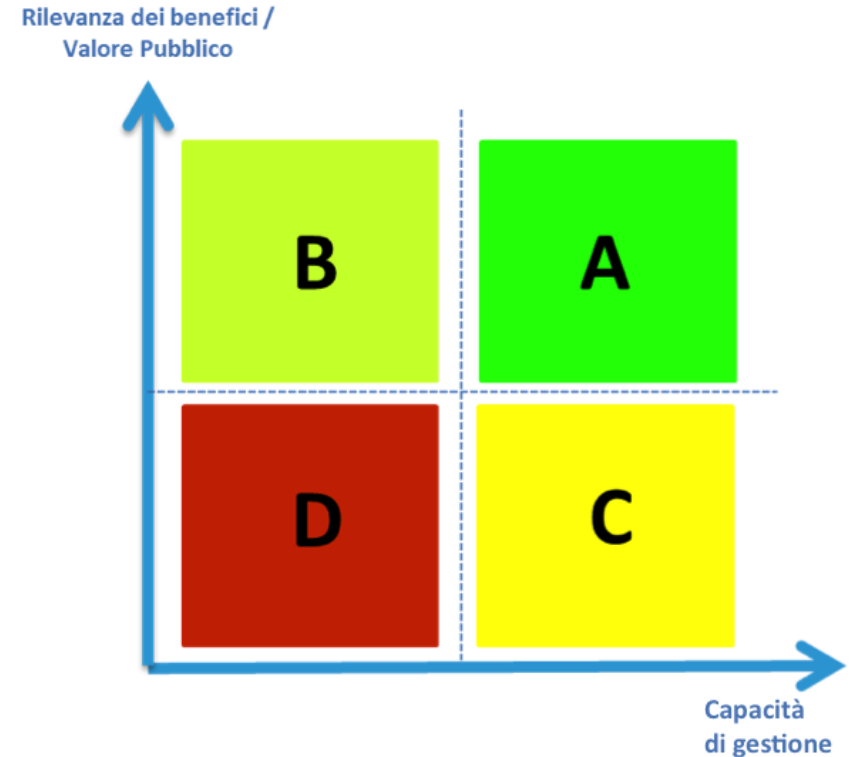 Rilevanza dei benefici /
Valore Pubblico
B
A
D
C
Capacità
di gestione